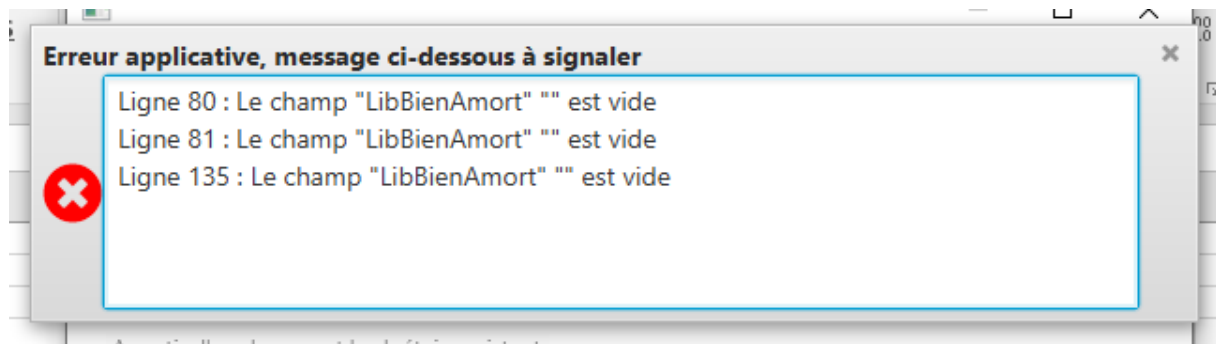 Erreur applicative, message ci-dessous à signaler
Ligne 80 : Le champ "LibBienAmort" "" est vide
Ligne 81 : Le champ "LibBienAmort" "" est vide
Ligne 135 : Le champ "LibBienAmort" "" est vide